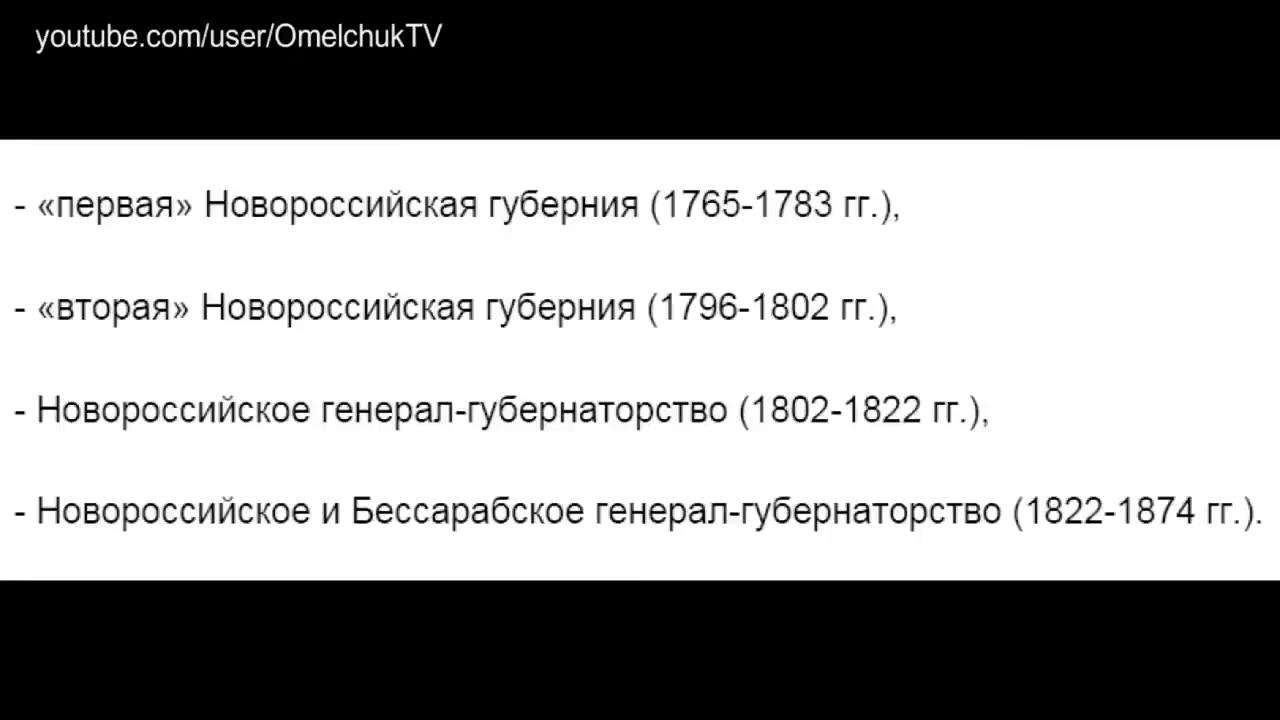 youtube.com/user/OmelchukTV
- «первая» Новороссийская губерния (1765-1783 гг.),
- «вторая» Новороссийская губерния (1796-1802 гг.),
- Новороссийское генерал-губернаторство (1802-1822 гг.),
- Новороссийское и Бессарабское генерал-губернаторство (1822-1874 гг.).